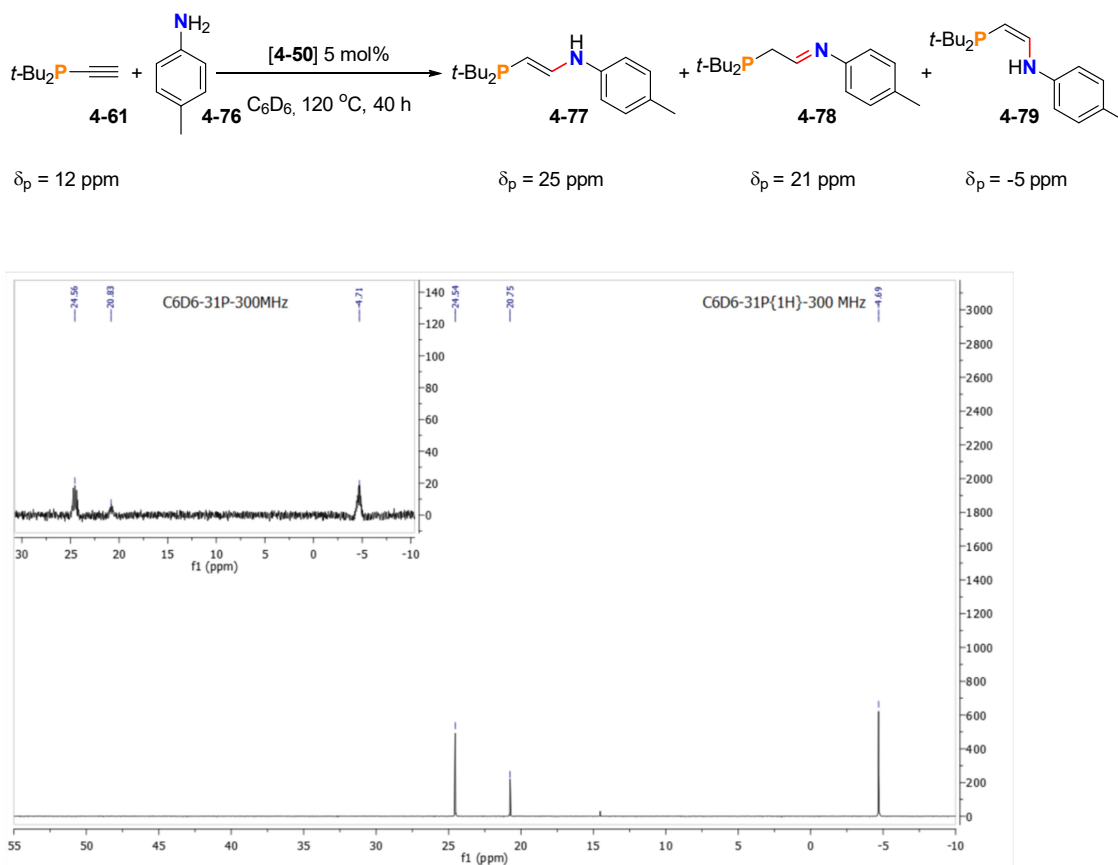 NH2
H
N
[4-50] 5 mol%
t-Bu2P + t-Bu2P + t-Bu2P N + t-Bu2P
HN
C6D6, 120 oC, 40 h
4-61 4-76 4-77 4-78 4-79
δp = 12 ppm δp = 25 ppm δp = 21 ppm δp = -5 ppm
24.56 20.83 -4.71 24.54 20.75 -4.69
C6D6-31P-300MHz C6D6-31P{1H}-300 MHz
140
120
100
80
60
40
20
0
30 25 20 15 10 5 0 -5 -10
f1 (ppm)
3000
2800
2600
2400
2200
2000
1800
1600
1400
1200
1000
800
600
400
200
0
55 50 45 40 35 30 25 20 15 10 5 0 -5 -10
f1 (ppm)